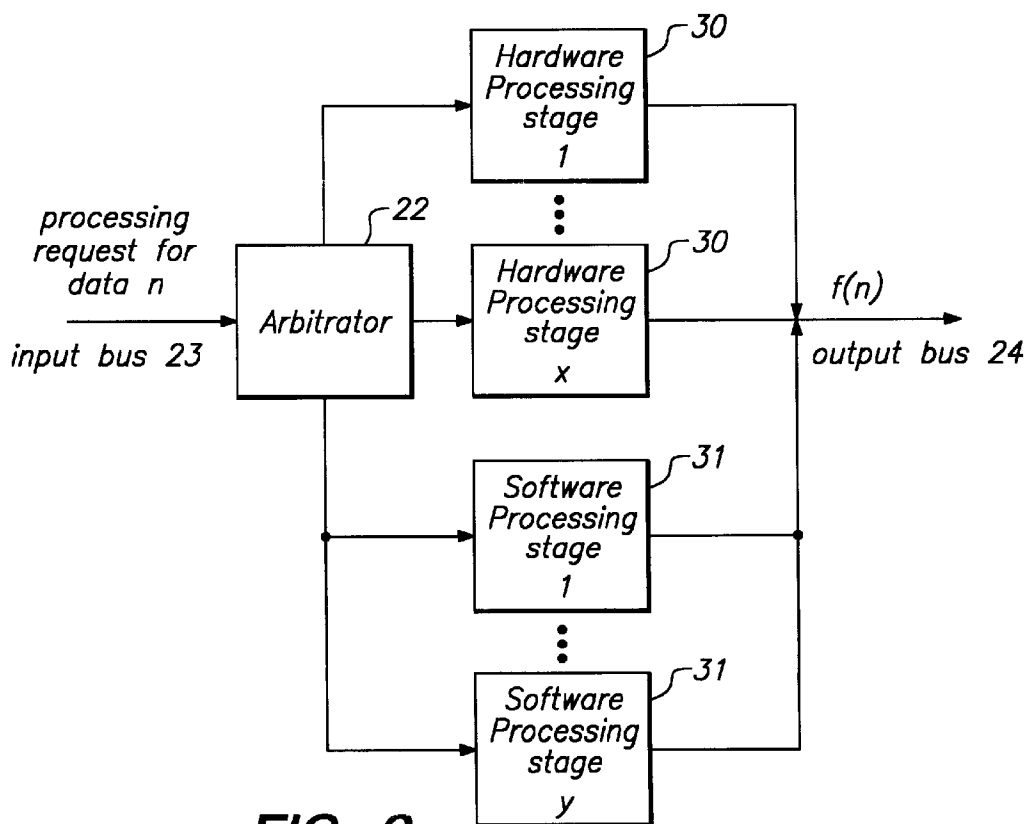 30
Hardware
Processing
stage
1
22
30
processing
request for
data n
Arbitrator
Hardware
Processing
stage
x
f(n)
input bus 23
output bus 24
31
Software
Processing
stage
1
31
Software
Processing
stage
y